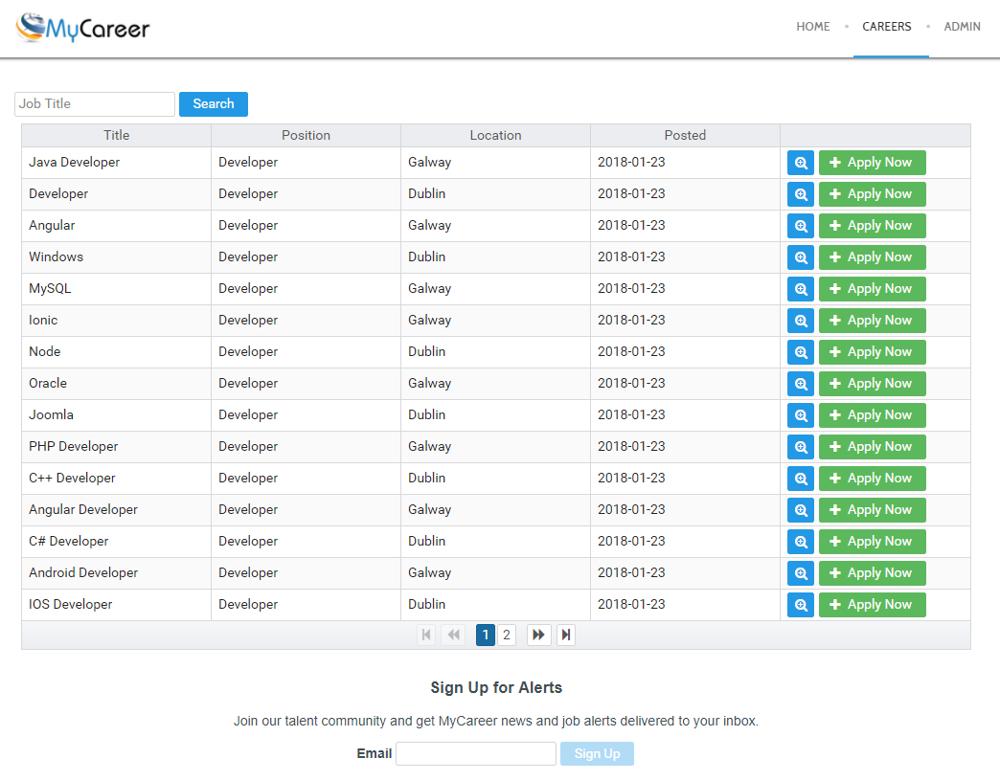 MyCareer
HOME • CAREERS • ADMIN
Job Title Search
Title Position Location Posted
Java Developer Developer Galway 2018-01-23 Apply Now
Developer Developer Dublin 2018-01-23 Apply Now
Angular Developer Galway 2018-01-23 Apply Now
Windows Developer Dublin 2018-01-23 Apply Now
MySQL Developer Galway 2018-01-23 Apply Now
Ionic Developer Galway 2018-01-23 Apply Now
Node Developer Dublin 2018-01-23 Apply Now
Oracle Developer Galway 2018-01-23 Apply Now
Joomla Developer Dublin 2018-01-23 Apply Now
PHP Developer Developer Galway 2018-01-23 Apply Now
C++ Developer Developer Dublin 2018-01-23 Apply Now
Angular Developer Developer Galway 2018-01-23 Apply Now
C# Developer Developer Dublin 2018-01-23 Apply Now
Android Developer Developer Galway 2018-01-23 Apply Now
IOS Developer Developer Dublin 2018-01-23 Apply Now
1 2
Sign Up for Alerts
Join our talent community and get MyCareer news and job alerts delivered to your inbox.
Email Sign Up